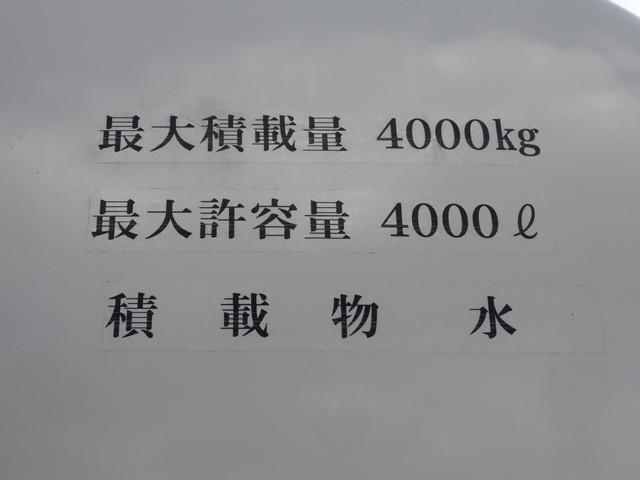 最大積載量 4000kg
最大許容量 4000ℓ
積載物 水